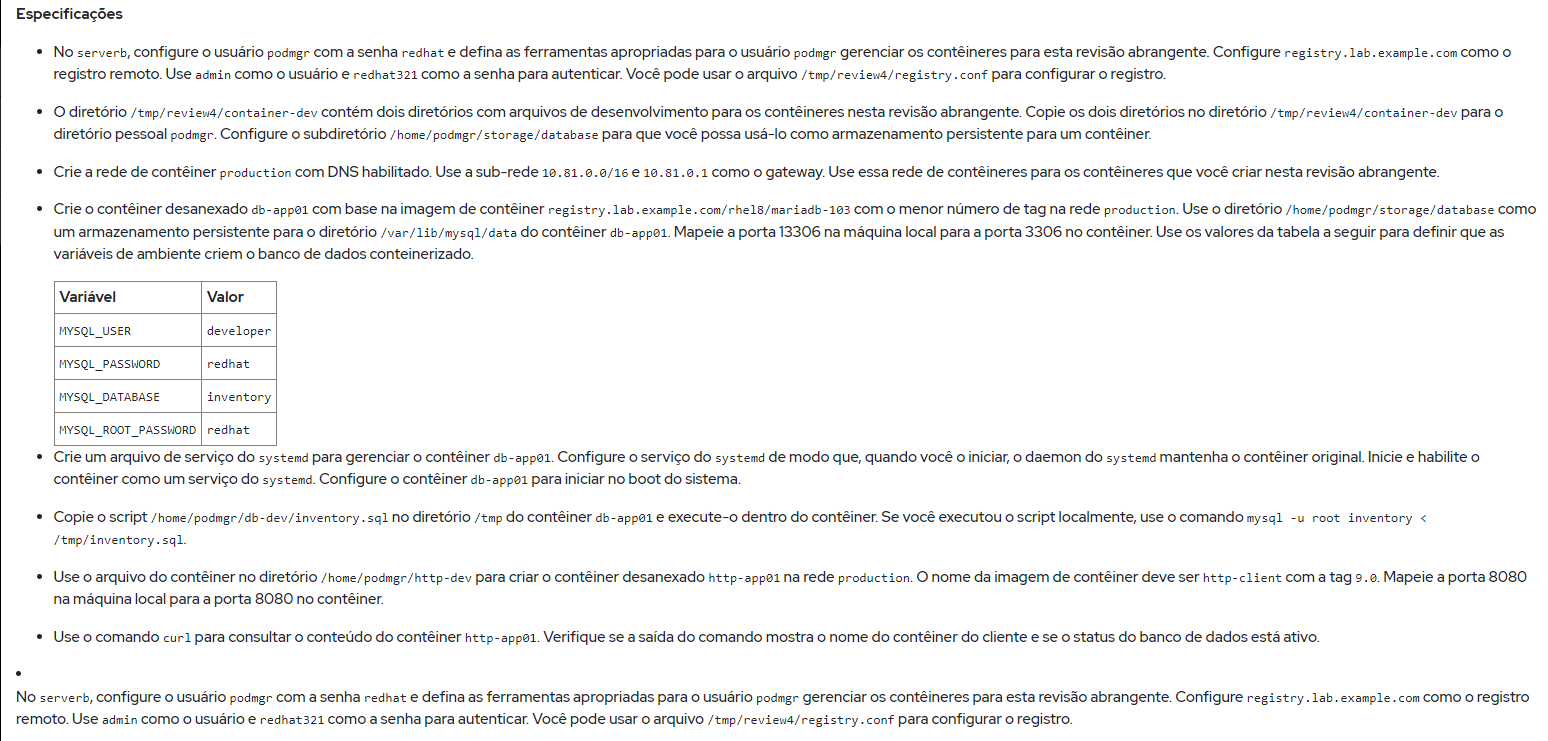 Especificações
• No serverb, configure o usuário podmgr com a senha redhat e defina as ferramentas apropriadas para o usuário podmgr gerenciar os contêineres para esta revisão abrangente. Configure registry.lab.example.com como o
registro remoto. Use admin como o usuário e redhat321 como a senha para autenticar. Você pode usar o arquivo /tmp/review4/registry.conf para configurar o registro.
• O diretório /tmp/review4/container-dev contém dois diretórios com arquivos de desenvolvimento para os contêineres nesta revisão abrangente. Copie os dois diretórios no diretório /tmp/review4/container-dev para o
diretório pessoal podmgr. Configure o subdiretório /home/podmgr/storage/database para que você possa usá-lo como armazenamento persistente para um contêiner.
• Crie a rede de contêiner production com DNS habilitado. Use a sub-rede 10.81.0.0/16 e 10.81.0.1 como o gateway. Use essa rede de contêineres para os contêineres que você criar nesta revisão abrangente.
• Crie o contêiner desanexado db-app01 com base na imagem de contêiner registry.lab.example.com/rhel8/mariadb-103 com o menor número de tag na rede production. Use o diretório /home/podmgr/storage/database como
um armazenamento persistente para o diretório /var/lib/mysql/data do contêiner db-app01. Mapeie a porta 13306 na máquina local para a porta 3306 no contêiner. Use os valores da tabela a seguir para definir que as
variáveis de ambiente criem o banco de dados conteinerizado.
Variável Valor
MYSQL_USER developer
MYSQL_PASSWORD redhat
MYSQL_DATABASE inventory
MYSQL_ROOT_PASSWORD redhat
• Crie um arquivo de serviço do systemd para gerenciar o contêiner db-app01. Configure o serviço do systemd de modo que, quando você o iniciar, o daemon do systemd mantenha o contêiner original. Inicie e habilite o
contêiner como um serviço do systemd. Configure o contêiner db-app01 para iniciar no boot do sistema.
• Copie o script /home/podmgr/db-dev/inventory.sql no diretório /tmp do contêiner db-app01 e execute-o dentro do contêiner. Se você executou o script localmente, use o comando mysql -u root inventory <
/tmp/inventory.sql.
• Use o arquivo do contêiner no diretório /home/podmgr/http-dev para criar o contêiner desanexado http-app01 na rede production. O nome da imagem de contêiner deve ser http-client com a tag 9.0. Mapeie a porta 8080
na máquina local para a porta 8080 no contêiner.
• Use o comando curl para consultar o conteúdo do contêiner http-app01. Verifique se a saída do comando mostra o nome do contêiner do cliente e se o status do banco de dados está ativo.
•
No serverb, configure o usuário podmgr com a senha redhat e defina as ferramentas apropriadas para o usuário podmgr gerenciar os contêineres para esta revisão abrangente. Configure registry.lab.example.com como o registro
remoto. Use admin como o usuário e redhat321 como a senha para autenticar. Você pode usar o arquivo /tmp/review4/registry.conf para configurar o registro.